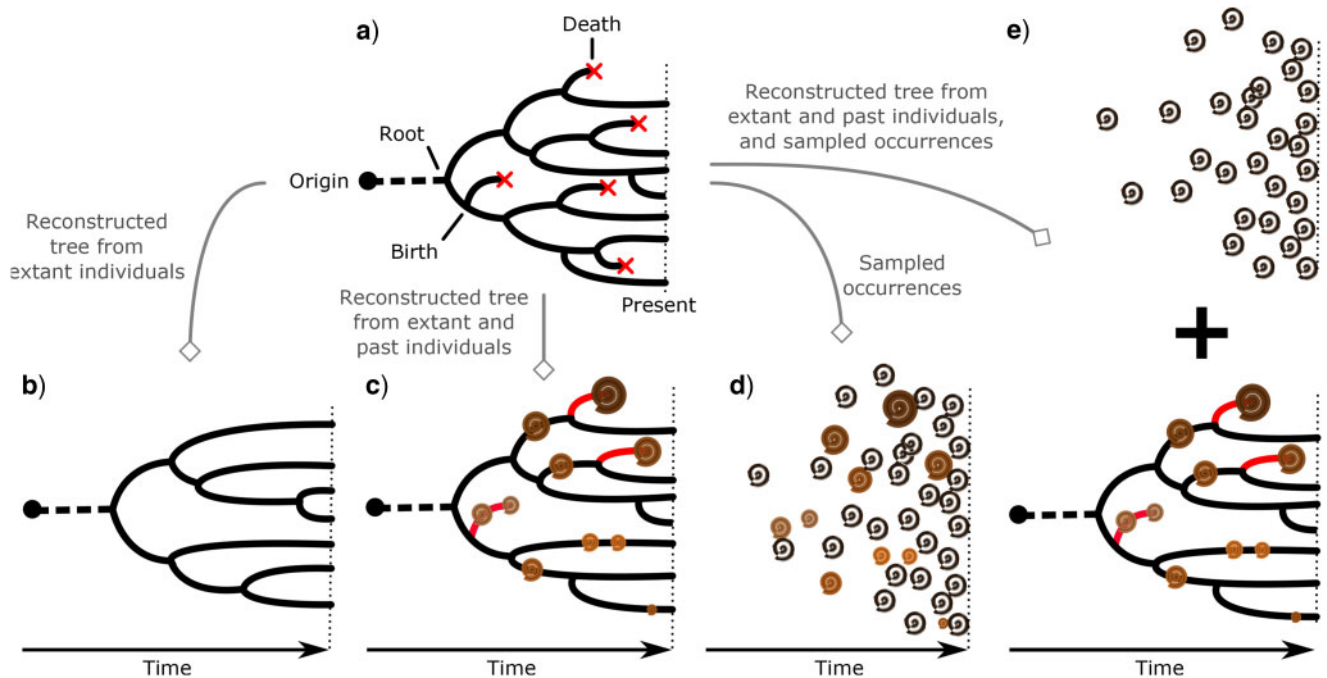 a)
Death
Root
Origin
Birth
Present
Reconstructed
tree from
extant individuals
Reconstructed tree
from extant and
past individuals
Reconstructed tree from
extant and past individuals,
and sampled occurrences
Sampled
occurrences
e)
+
b)
Time
c)
Time
d)
Time
Time